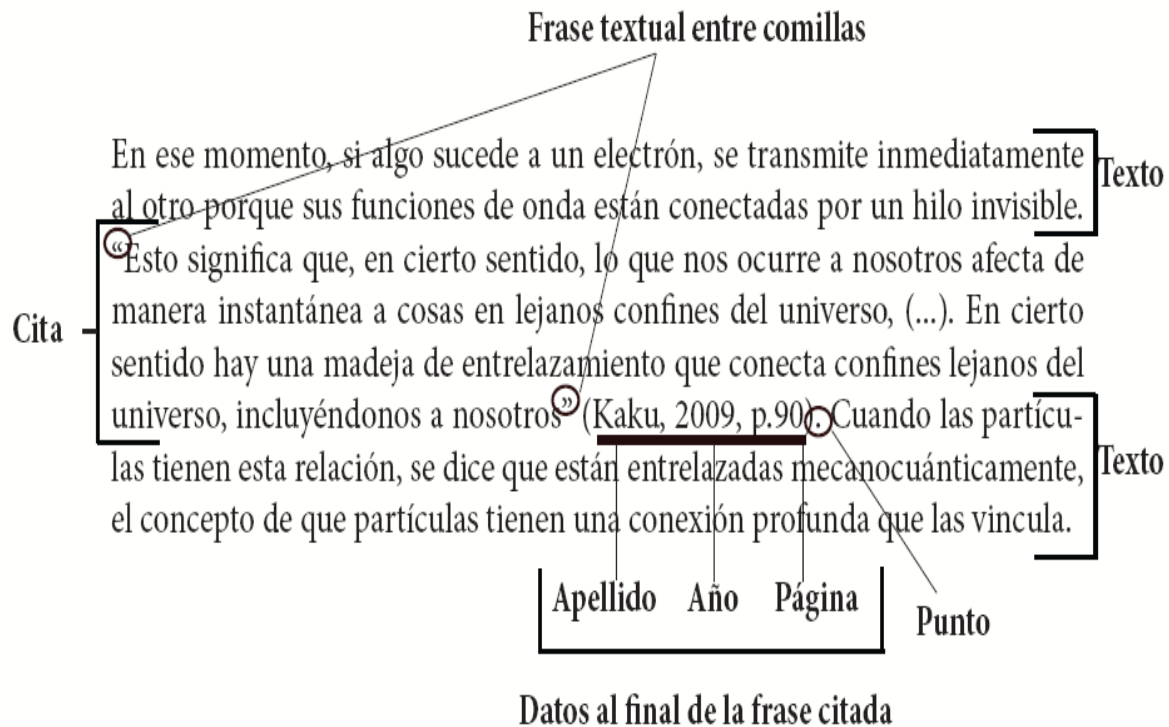 Frase textual entre comillas
En ese momento, si algo sucede a un electrón, se transmite inmediatamente
Texto
al otro porque sus funciones de onda están conectadas por un hilo invisible.
«Esto significa que, en cierto sentido, lo que nos ocurre a nosotros afecta de
manera instantánea a cosas en lejanos confines del universo, (...). En cierto
Cita
sentido hay una madeja de entrelazamiento que conecta confines lejanos del
universo, incluyéndonos a nosotros» (Kaku, 2009, p.90). Cuando las partícu-
las tienen esta relación, se dice que están entrelazadas mecanocuánticamente,
Texto
el concepto de que partículas tienen una conexión profunda que las vincula.
Apellido Año Página
Punto
Datos al final de la frase citada